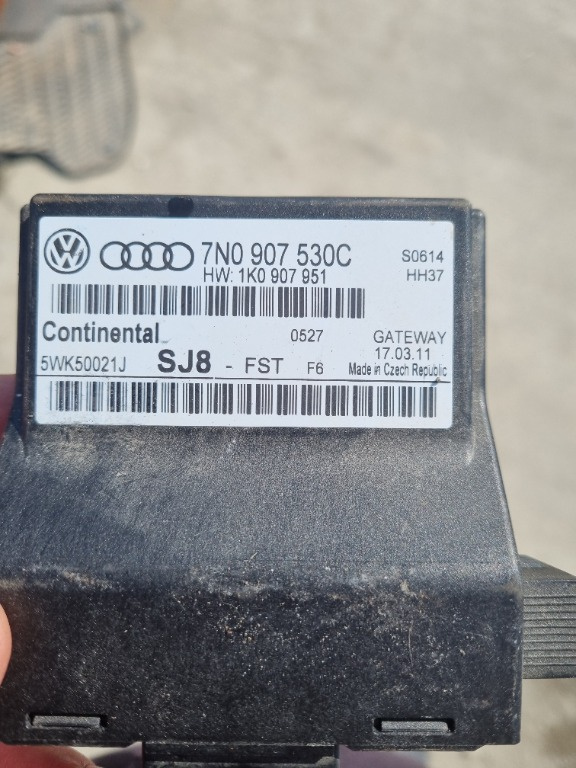 7N0 907 530C S0614
HW: 1K0 907 951 HH37
Continental 0527 GATEWAY
17.03.11
5WK50021J SJ8 - FST F6 Made in Czech Republic